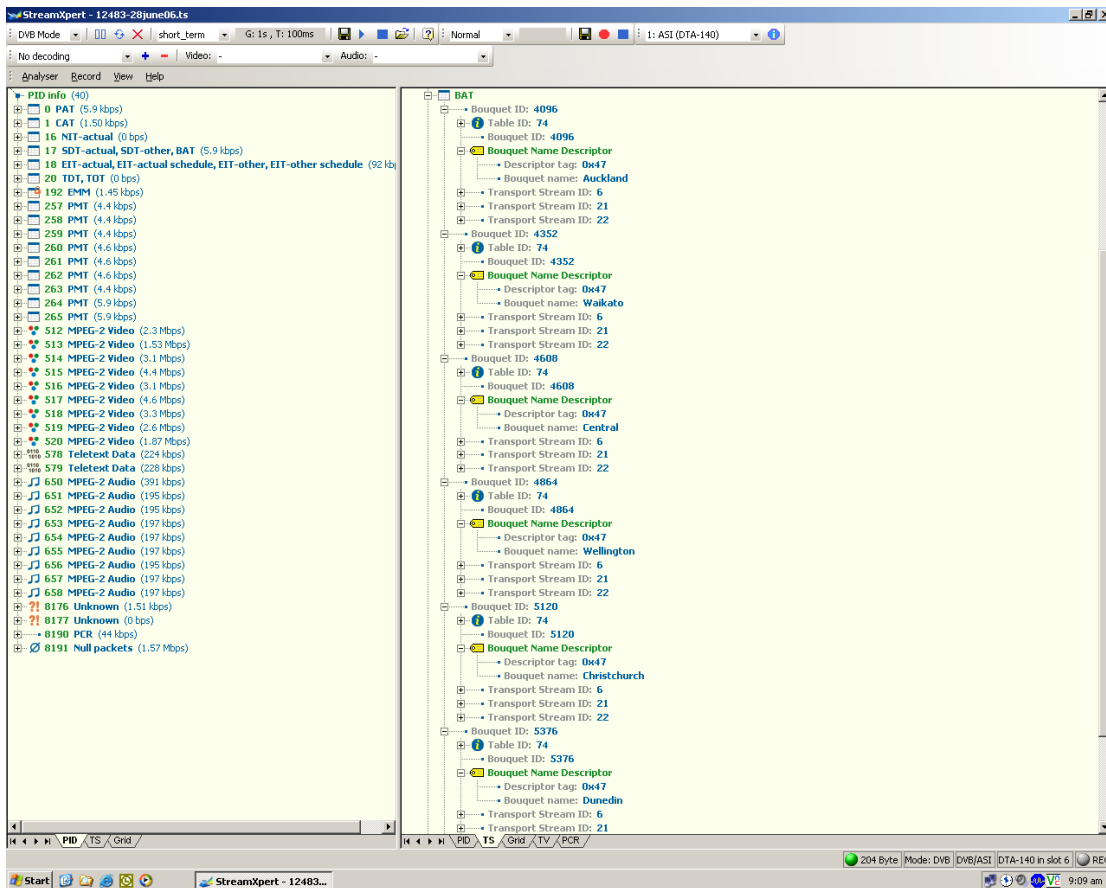 StreamXpert - 12483-28june06.ts
DVB Mode short_term G: 1s , T: 100ms Normal 1: ASI (DTA-140)
No decoding Video: - Audio: -
Analyser Record View Help
PID info (40)
0 PAT (5.9 kbps)
1 CAT (1.50 kbps)
16 NIT-actual (0 bps)
17 SDT-actual, SDT-other, BAT (5.9 kbps)
18 EIT-actual, EIT-actual schedule, EIT-other, EIT-other schedule (92 kb
20 TDT, TOT (0 bps)
192 EMM (1.45 kbps)
257 PMT (4.4 kbps)
258 PMT (4.4 kbps)
259 PMT (4.4 kbps)
260 PMT (4.6 kbps)
261 PMT (4.6 kbps)
262 PMT (4.6 kbps)
263 PMT (4.4 kbps)
264 PMT (5.9 kbps)
265 PMT (5.9 kbps)
512 MPEG-2 Video (2.3 Mbps)
513 MPEG-2 Video (1.53 Mbps)
514 MPEG-2 Video (3.1 Mbps)
515 MPEG-2 Video (4.4 Mbps)
516 MPEG-2 Video (3.1 Mbps)
517 MPEG-2 Video (4.6 Mbps)
518 MPEG-2 Video (3.3 Mbps)
519 MPEG-2 Video (2.6 Mbps)
520 MPEG-2 Video (1.87 Mbps)
578 Teletext Data (224 kbps)
579 Teletext Data (228 kbps)
650 MPEG-2 Audio (391 kbps)
651 MPEG-2 Audio (195 kbps)
652 MPEG-2 Audio (195 kbps)
653 MPEG-2 Audio (197 kbps)
654 MPEG-2 Audio (197 kbps)
655 MPEG-2 Audio (197 kbps)
656 MPEG-2 Audio (195 kbps)
657 MPEG-2 Audio (197 kbps)
658 MPEG-2 Audio (197 kbps)
8176 Unknown (1.51 kbps)
8177 Unknown (0 bps)
8190 PCR (44 kbps)
8191 Null packets (1.57 Mbps)
PID TS Grid
BAT
Bouquet ID: 4096
Table ID: 74
Bouquet ID: 4096
Bouquet Name Descriptor
Descriptor tag: 0x47
Bouquet name: Auckland
Transport Stream ID: 6
Transport Stream ID: 21
Transport Stream ID: 22
Bouquet ID: 4352
Table ID: 74
Bouquet ID: 4352
Bouquet Name Descriptor
Descriptor tag: 0x47
Bouquet name: Waikato
Transport Stream ID: 6
Transport Stream ID: 21
Transport Stream ID: 22
Bouquet ID: 4608
Table ID: 74
Bouquet ID: 4608
Bouquet Name Descriptor
Descriptor tag: 0x47
Bouquet name: Central
Transport Stream ID: 6
Transport Stream ID: 21
Transport Stream ID: 22
Bouquet ID: 4864
Table ID: 74
Bouquet ID: 4864
Bouquet Name Descriptor
Descriptor tag: 0x47
Bouquet name: Wellington
Transport Stream ID: 6
Transport Stream ID: 21
Transport Stream ID: 22
Bouquet ID: 5120
Table ID: 74
Bouquet ID: 5120
Bouquet Name Descriptor
Descriptor tag: 0x47
Bouquet name: Christchurch
Transport Stream ID: 6
Transport Stream ID: 21
Transport Stream ID: 22
Bouquet ID: 5376
Table ID: 74
Bouquet ID: 5376
Bouquet Name Descriptor
Descriptor tag: 0x47
Bouquet name: Dunedin
Transport Stream ID: 6
Transport Stream ID: 21
PID TS Grid TV PCR
204 Byte Mode: DVB DVB/ASI DTA-140 in slot 6 RE
Start StreamXpert - 12483... 9:09 am